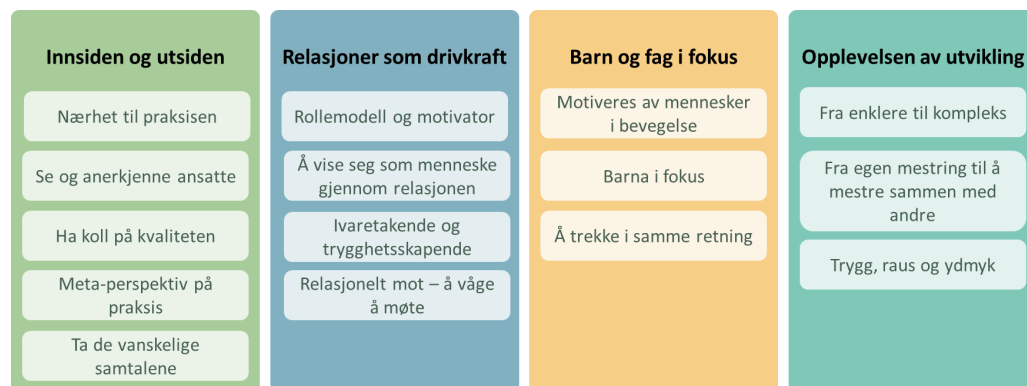 Innsiden og utsiden
Nærhet til praksisen
Se og anerkjenne ansatte
Ha koll på kvaliteten
Meta-perspektiv på
praksis
Ta de vanskelige
samtalene
Relasjoner som drivkraft
Rollemodell og motivator
Å vise seg som menneske
gjennom relasjonen
Ivaretakende og
trygghetsskapende
Relasjonelt mot – å våge
å møte
Barn og fag i fokus
Motiveres av mennesker
i bevegelse
Barna i fokus
Å trekke i samme retning
Opplevelsen av utvikling
Fra enklere til kompleks
Fra egen mestring til å
mestre sammen med
andre
Trygg, raus og ydmyk